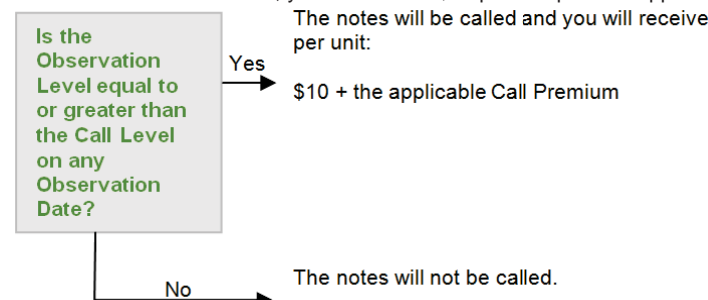 The notes will be called and you will receive
per unit:
$10 + the applicable Call Premium
Is the
Observation
Level equal to
or greater than
the Call Level
on any
Observation
Date?
Yes
No
The notes will not be called.